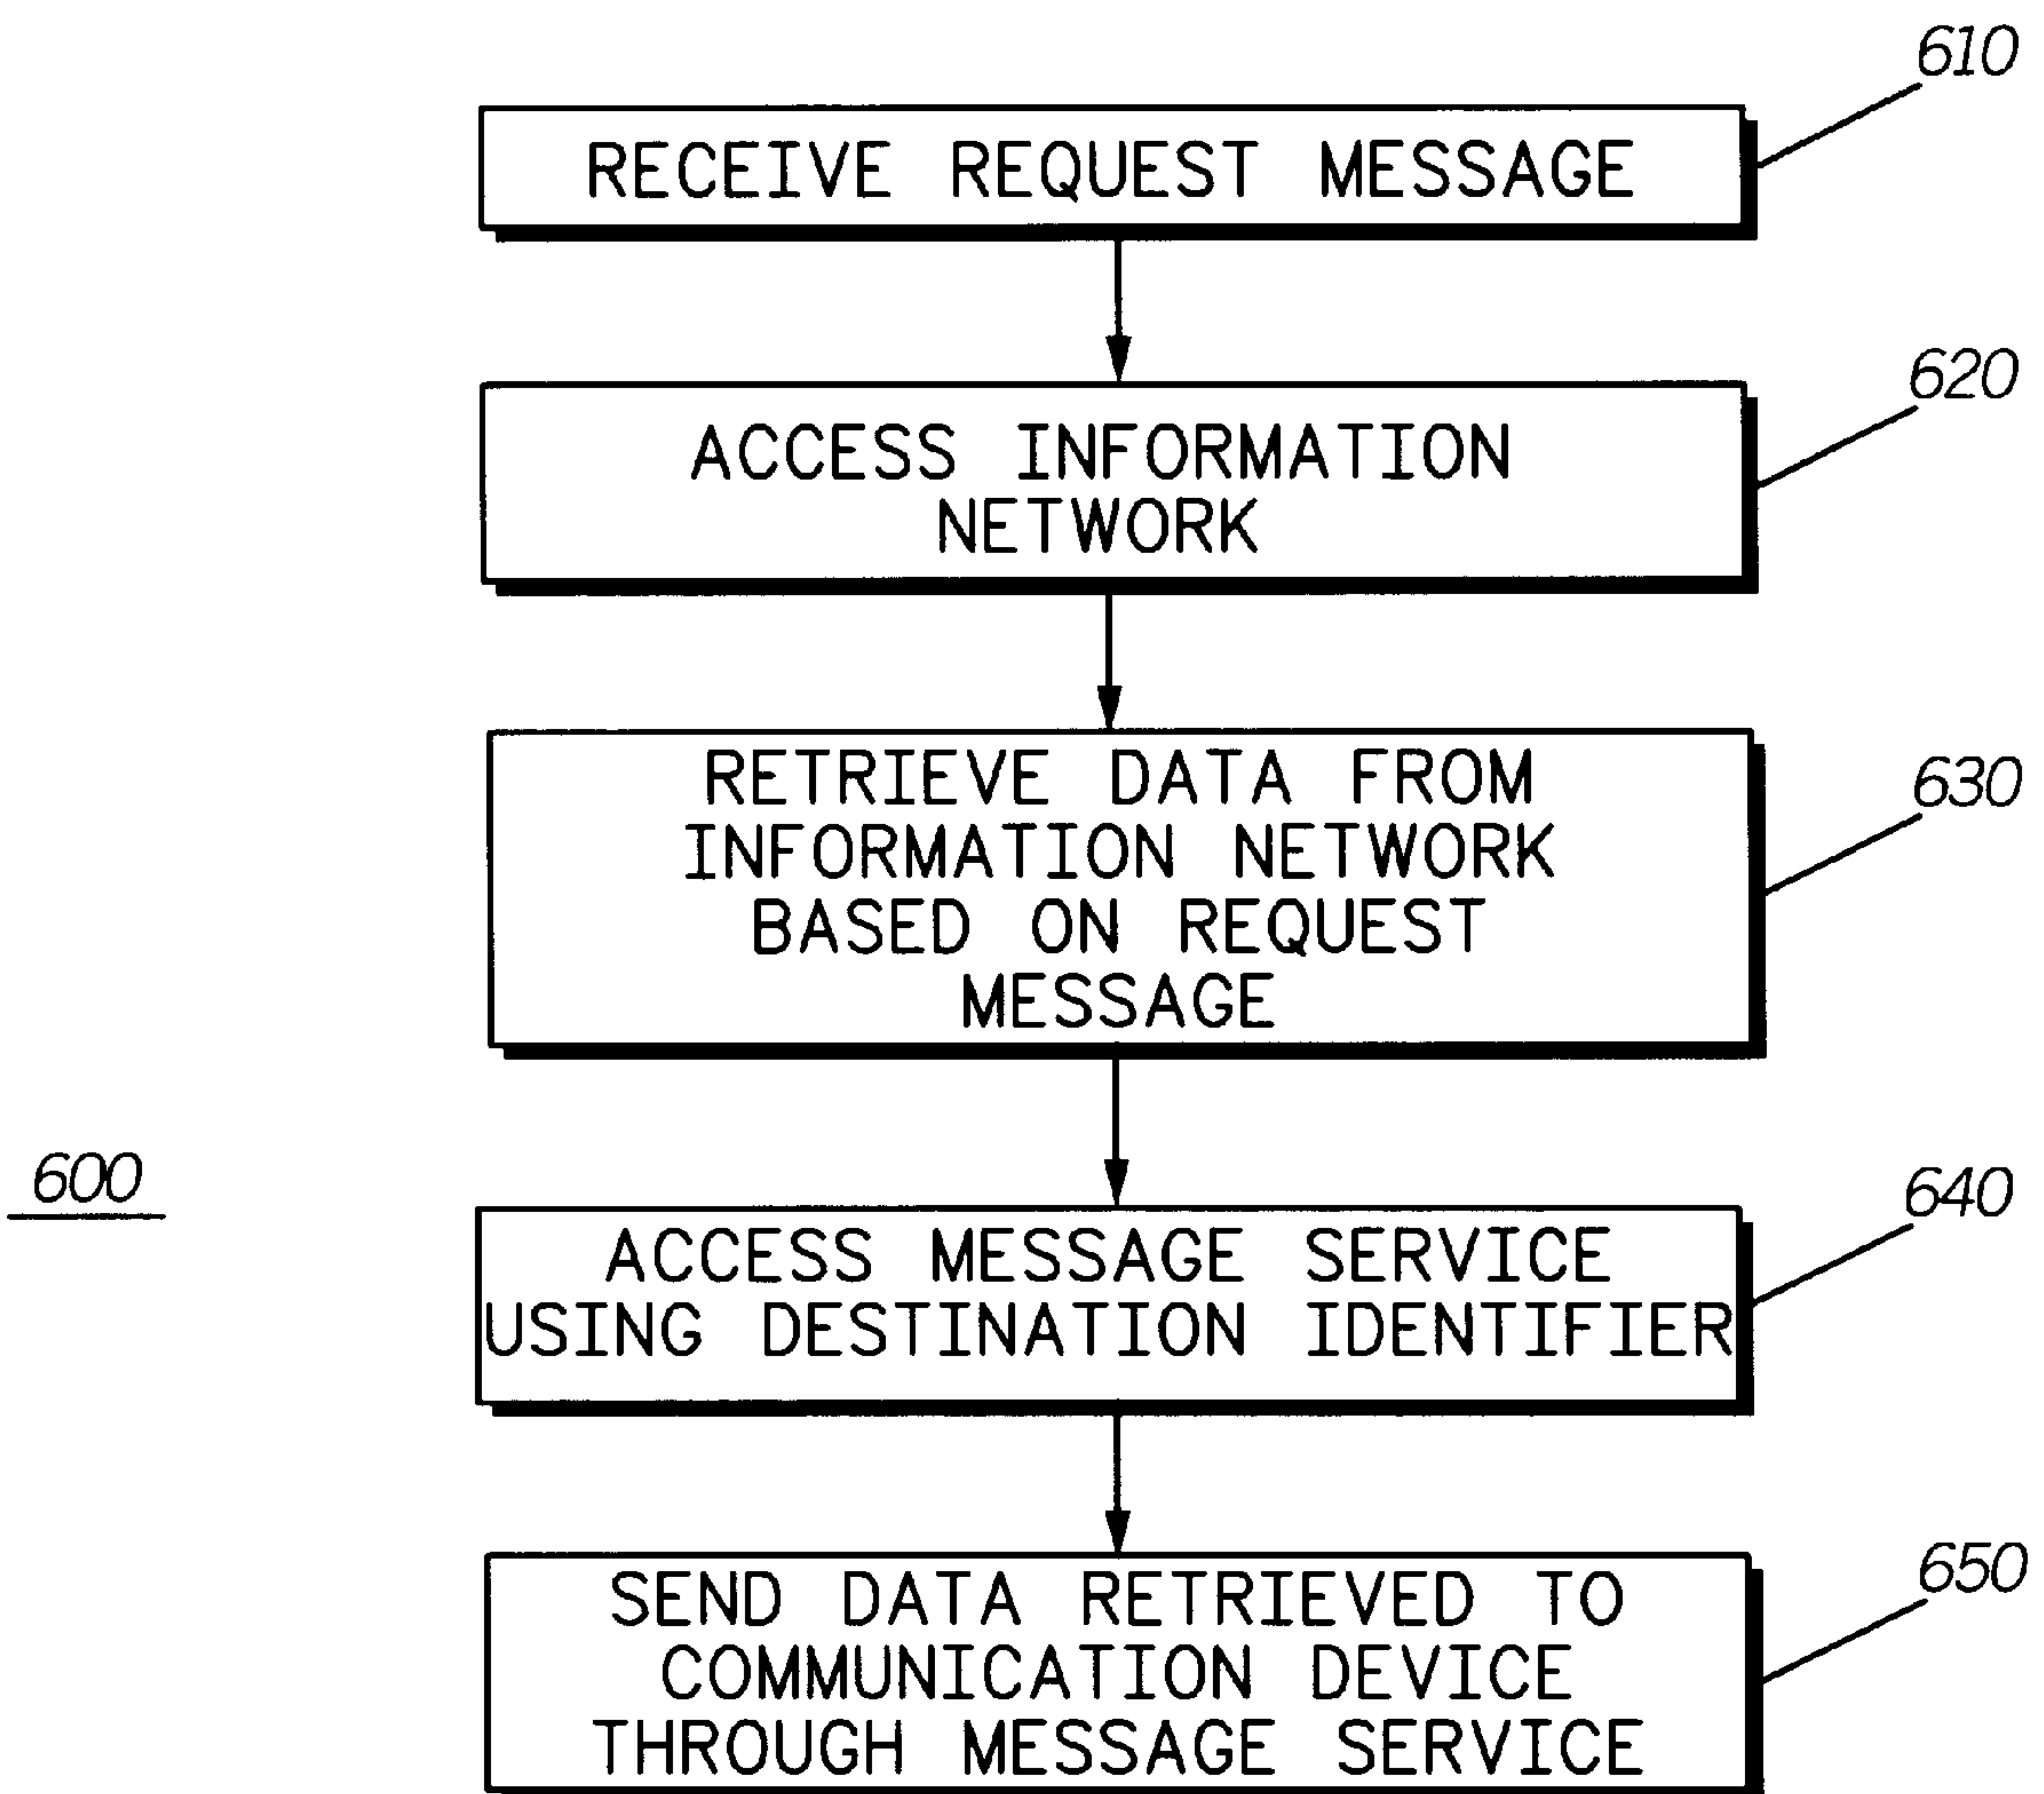 610
RECEIVE REQUEST MESSAGE
620
ACCESS INFORMATION
NETWORK
630
RETRIEVE DATA FROM
INFORMATION NETWORK
BASED ON REQUEST
MESSAGE
600
640
ACCESS MESSAGE SERVICE
USING DESTINATION IDENTIFIER
650
SEND DATA RETRIEVED TO
COMMUNICATION DEVICE
THROUGH MESSAGE SERVICE